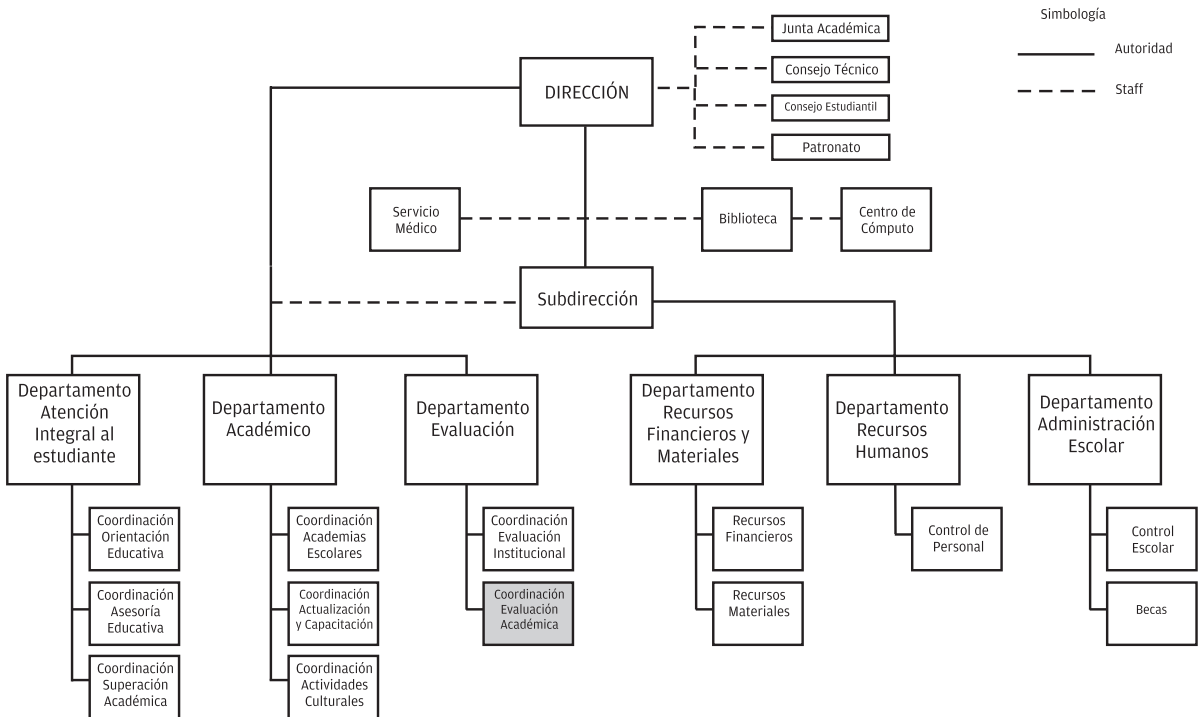 Simbología
Autoridad
Staff
Junta Académica
Consejo Técnico
Consejo Estudiantil
Patronato
DIRECCIÓN
Servicio
Médico
Biblioteca
Centro de
Cómputo
Subdirección
Departamento
Atención
Integral al
estudiante
Departamento
Académico
Departamento
Evaluación
Departamento
Recursos
Financieros y
Materiales
Departamento
Recursos
Humanos
Departamento
Administración
Escolar
Coordinación
Orientación
Educativa
Coordinación
Asesoría
Educativa
Coordinación
Superación
Académica
Coordinación
Academias
Escolares
Coordinación
Actualización
y Capacitación
Coordinación
Actividades
Culturales
Coordinación
Evaluación
Institucional
Coordinación
Evaluación
Académica
Recursos
Financieros
Recursos
Materiales
Control de
Personal
Control
Escolar
Becas